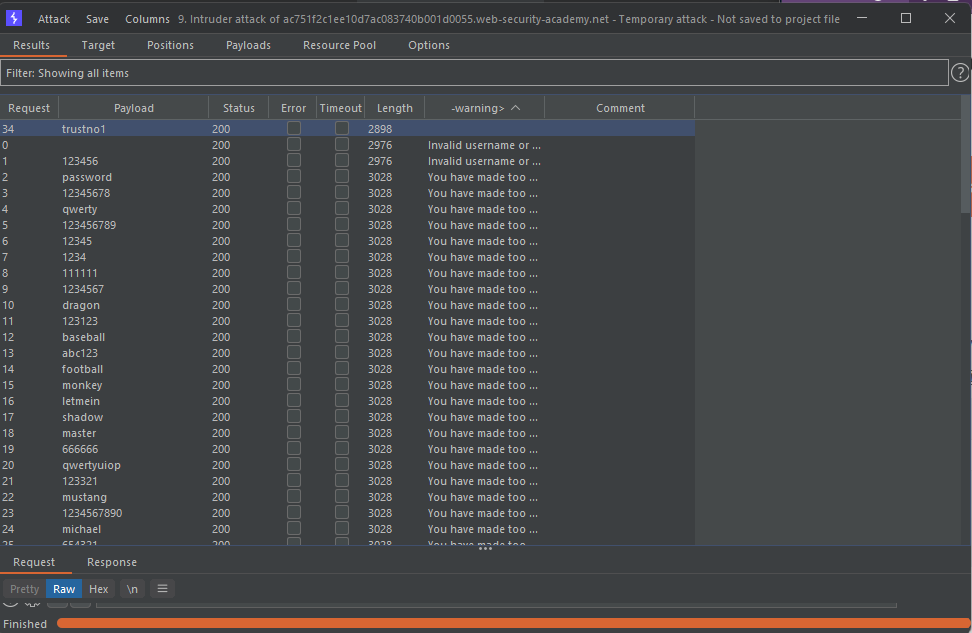 Attack Save Columns 9. Intruder attack of ac751f2c1ee10d7ac083740b001d0055.web-security-academy.net - Temporary attack - Not saved to project file
Results Target Positions Payloads Resource Pool Options
Filter: Showing all items ?
Request Payload Status Error Timeout Length -warning> Comment
34 trustno1 200 2898
0 200 2976 Invalid username or ...
1 123456 200 2976 Invalid username or ...
2 password 200 3028 You have made too ...
3 12345678 200 3028 You have made too ...
4 qwerty 200 3028 You have made too ...
5 123456789 200 3028 You have made too ...
6 12345 200 3028 You have made too ...
7 1234 200 3028 You have made too ...
8 111111 200 3028 You have made too ...
9 1234567 200 3028 You have made too ...
10 dragon 200 3028 You have made too ...
11 123123 200 3028 You have made too ...
12 baseball 200 3028 You have made too ...
13 abc123 200 3028 You have made too ...
14 football 200 3028 You have made too ...
15 monkey 200 3028 You have made too ...
16 letmein 200 3028 You have made too ...
17 shadow 200 3028 You have made too ...
18 master 200 3028 You have made too ...
19 666666 200 3028 You have made too ...
20 qwertyuiop 200 3028 You have made too ...
21 123321 200 3028 You have made too ...
22 mustang 200 3028 You have made too ...
23 1234567890 200 3028 You have made too ...
24 michael 200 3028 You have made too ...
25 654321 200 3028 You have made too ...
Request Response
Pretty Raw Hex \n
Finished